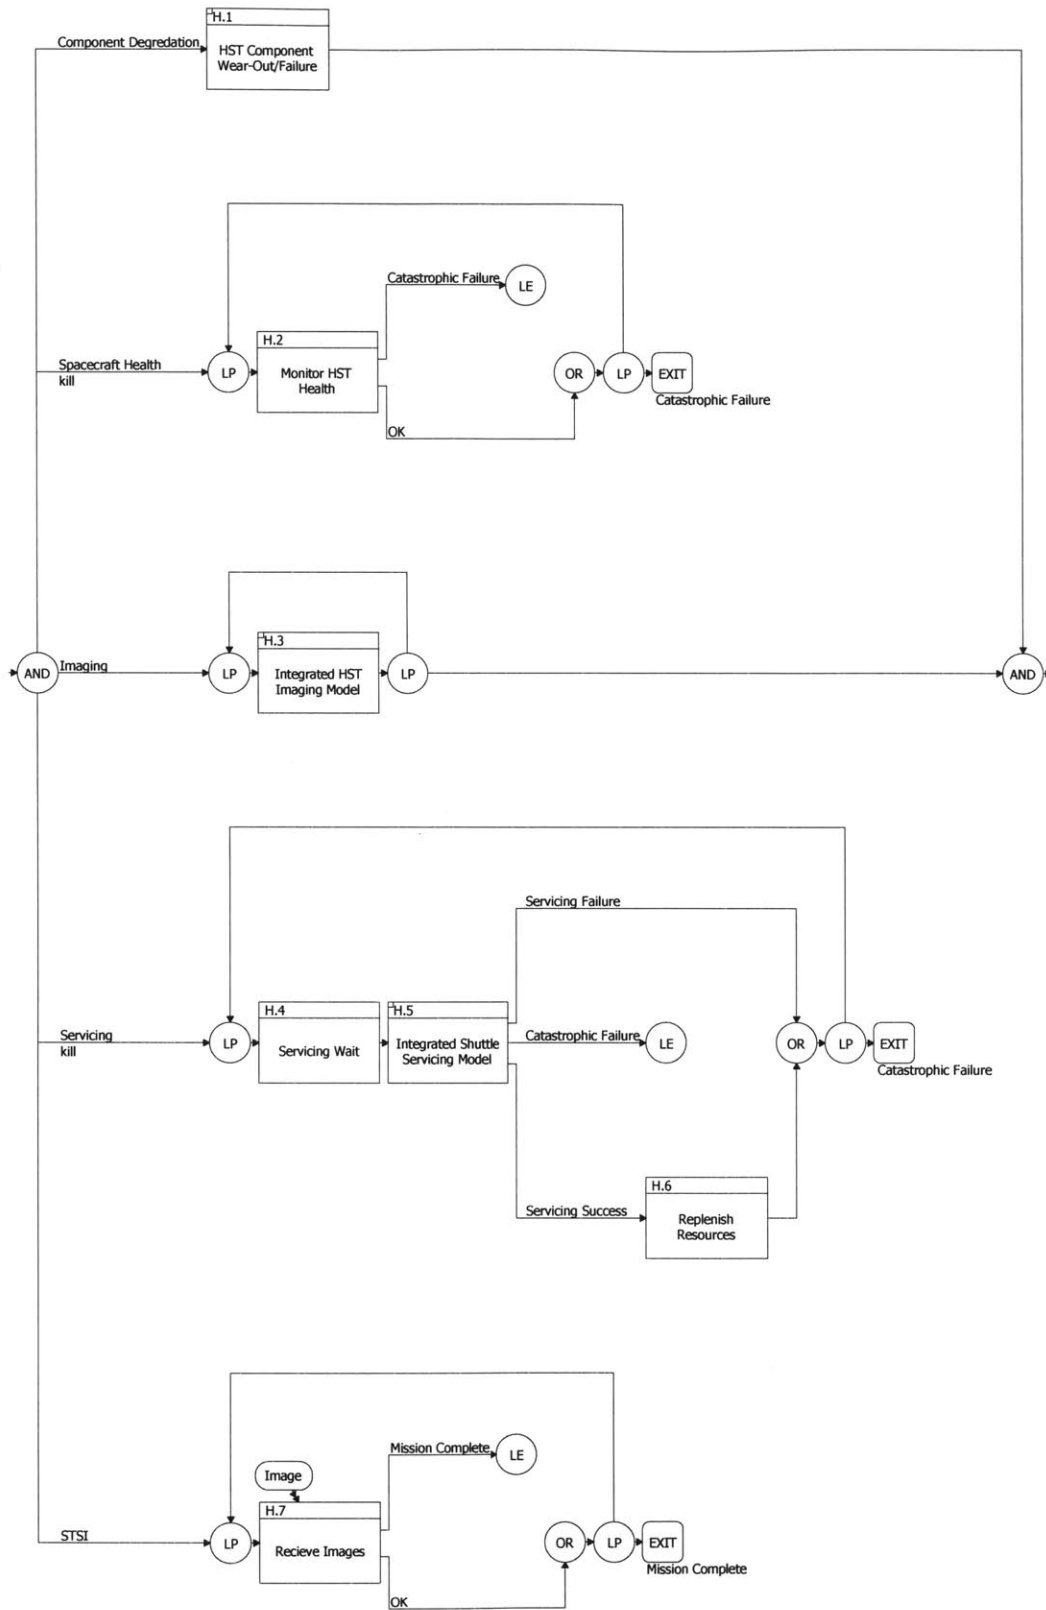 H.1
Component Degredation
HST Component
Wear-Out/Failure
Catastrophic Failure
LE
H.2
Spacecraft Health
kill
LP
Monitor HST
Health
OR
LP
EXIT
Catastrophic Failure
OK
H.3
AND
Imaging
LP
Integrated HST
Imaging Model
LP
AND
Servicing Failure
H.4
H.5
Servicing
kill
LP
Servicing Wait
Integrated Shuttle
Servicing Model
Catastrophic Failure
LE
OR
LP
EXIT
Catastrophic Failure
H.6
Servicing Success
Replenish
Resources
Mission Complete
LE
Image
H.7
STSI
LP
Recieve Images
OR
LP
EXIT
Mission Complete
OK